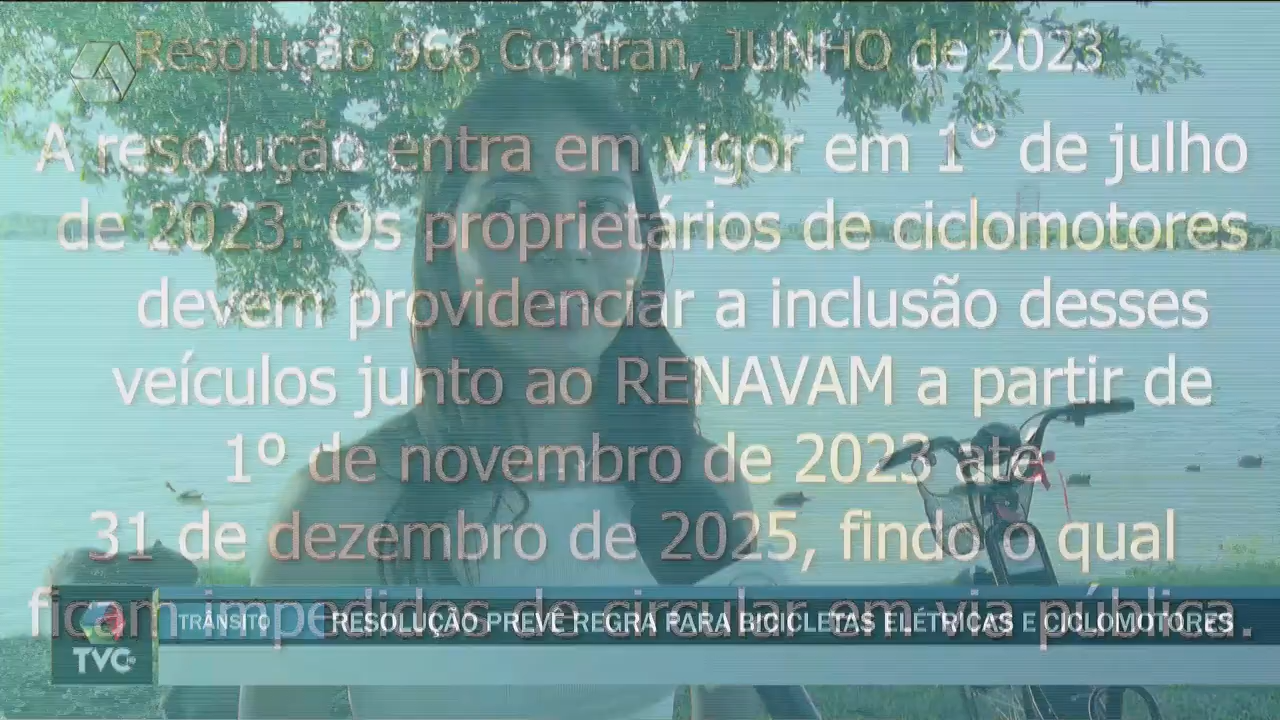 Resolução 966 Contran, JUNHO de 2023
A resolução entra em vigor em 1º de julho
de 2023. Os proprietários de ciclomotores
devem providenciar a inclusão desses
veículos junto ao RENAVAM a partir de
1º de novembro de 2023 até
31 de dezembro de 2025, findo o qual
ficam impedidos de circular em via pública.
TRÂNSITO RESOLUÇÃO PREVÊ REGRA PARA BICICLETAS ELÉTRICAS E CICLOMOTORES
TVC